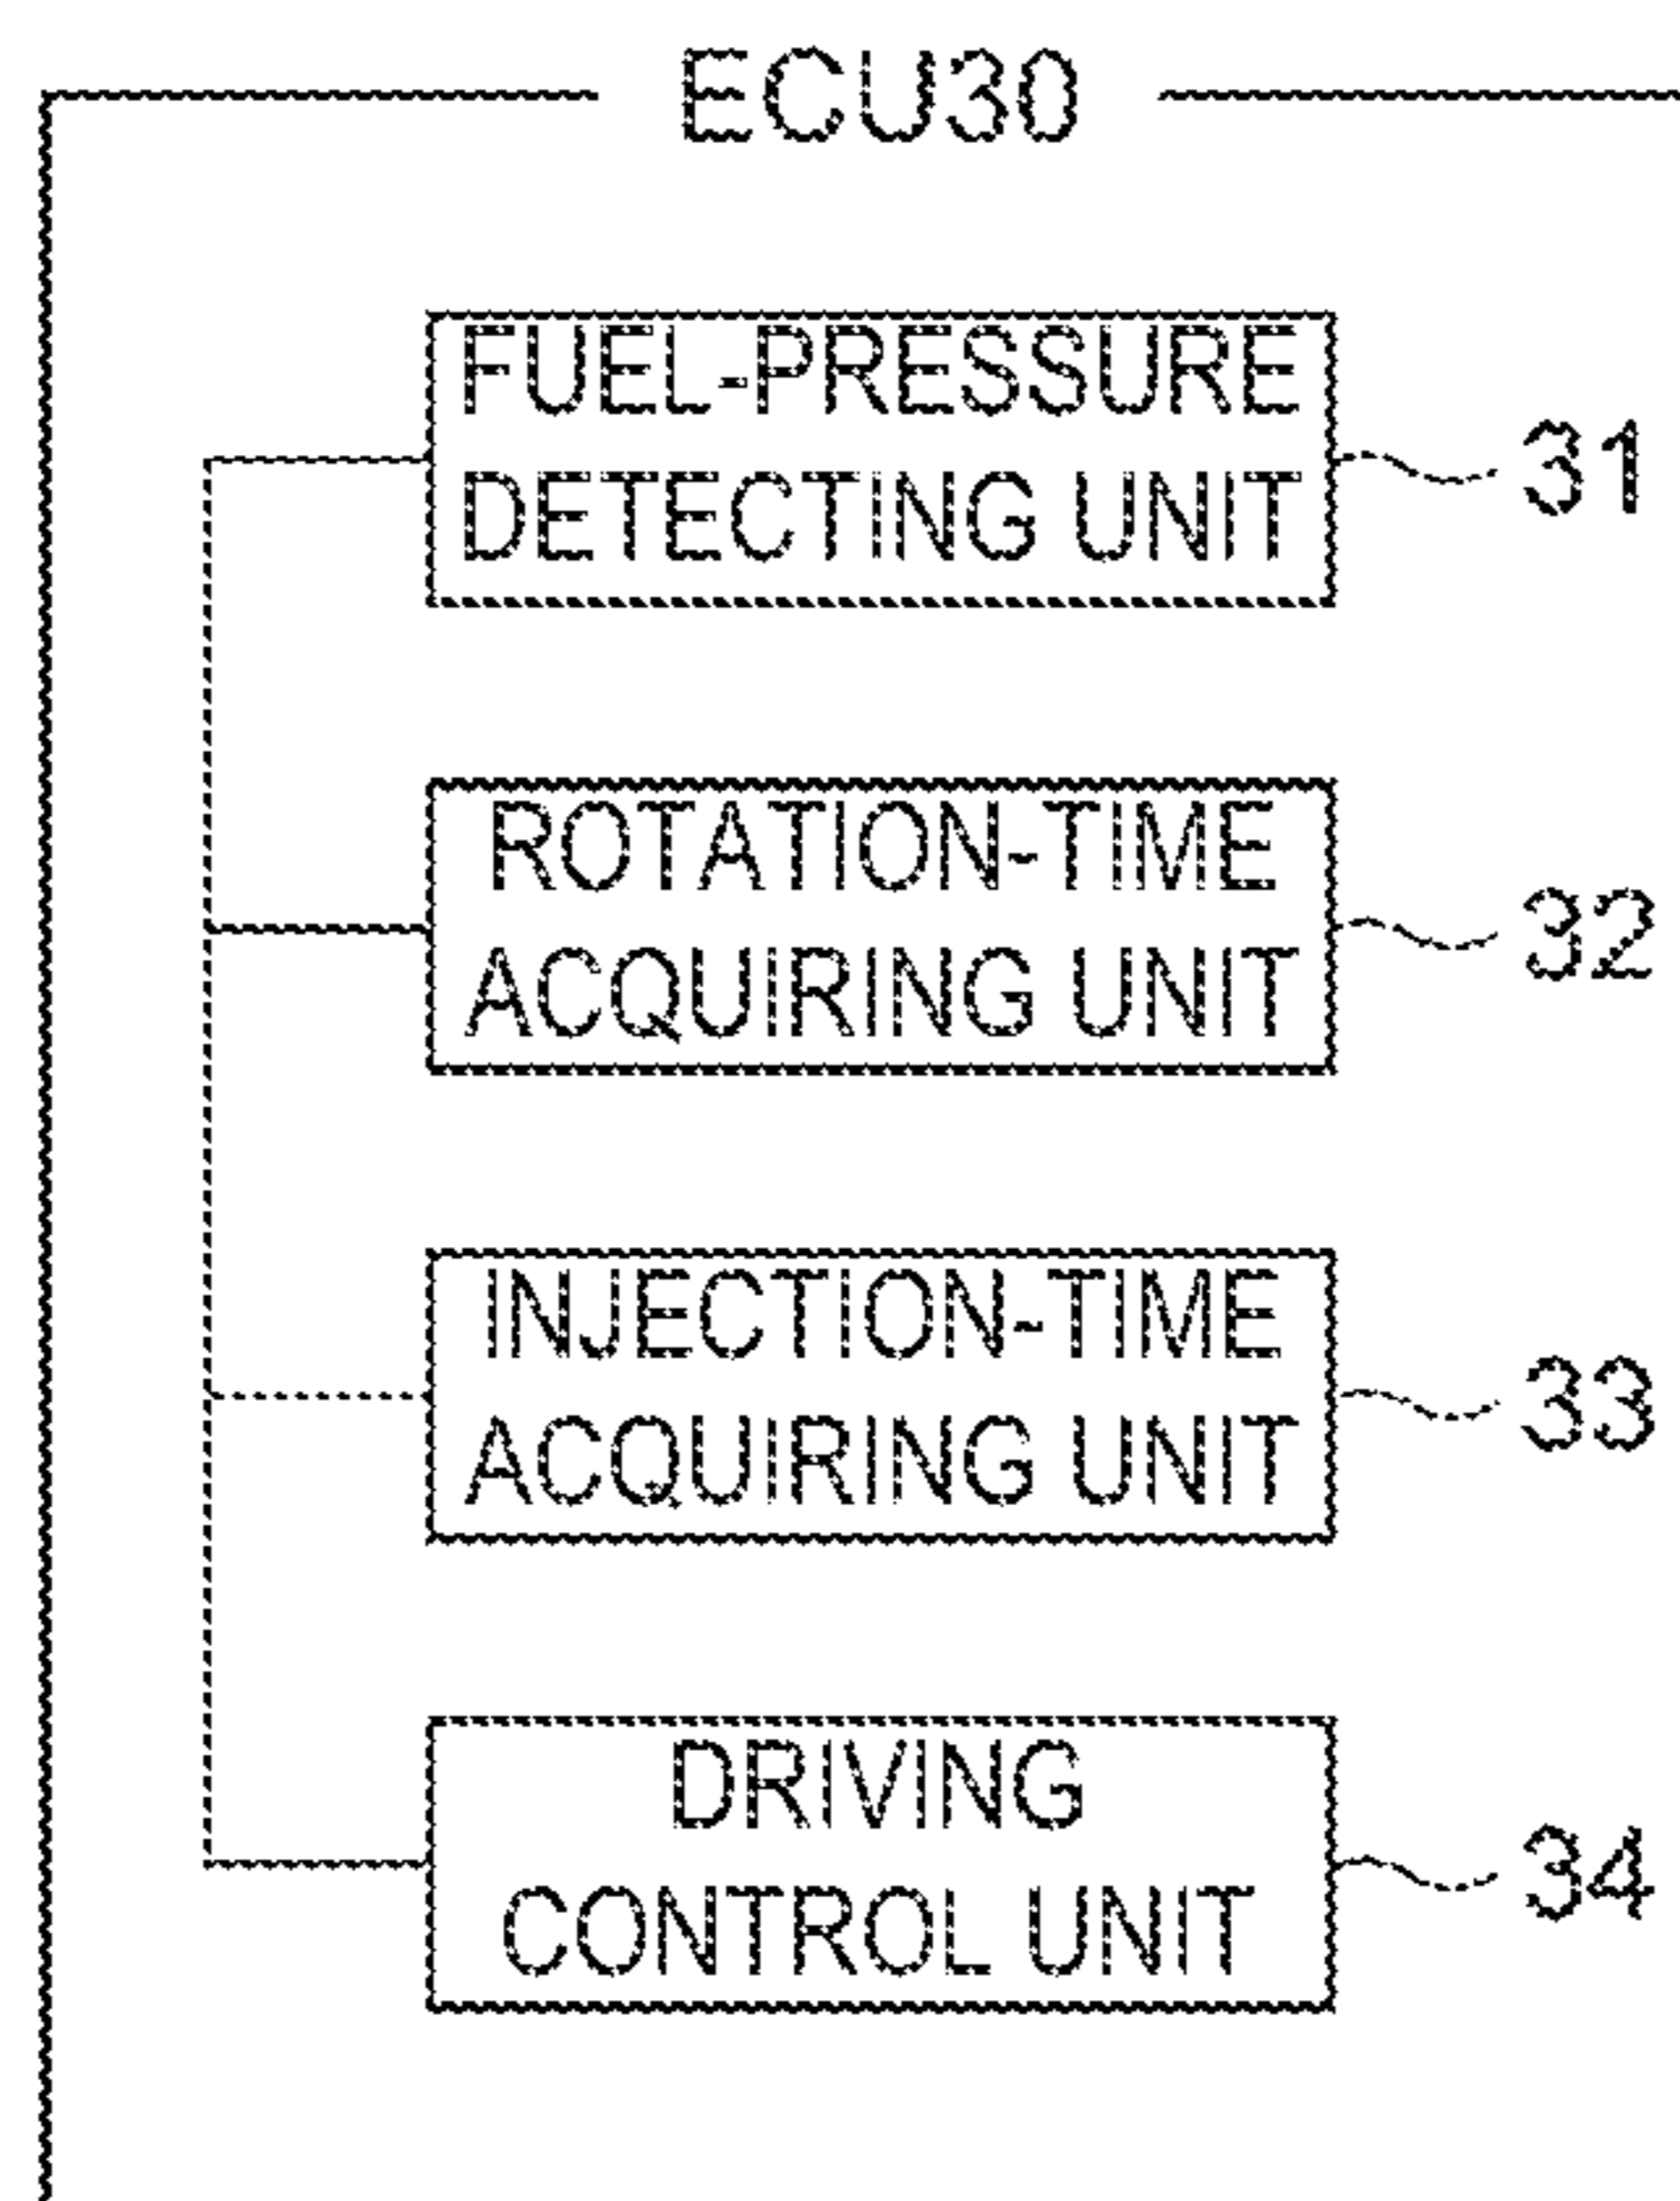 ECU30
FUEL-PRESSURE
DETECTING UNIT
31
ROTATION-TIME
ACQUIRING UNIT
32
INJECTION-TIME
ACQUIRING UNIT
33
DRIVING
CONTROL UNIT
34